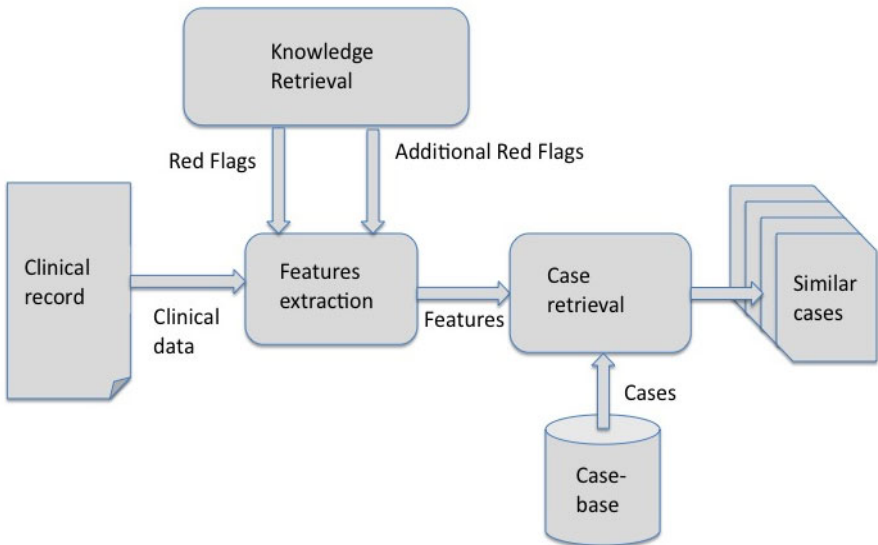 Knowledge
Retrieval
Red Flags
Additional Red Flags
Clinical
record
Clinical
data
Features
extraction
Features
Case
retrieval
Similar
cases
Cases
Case-
base